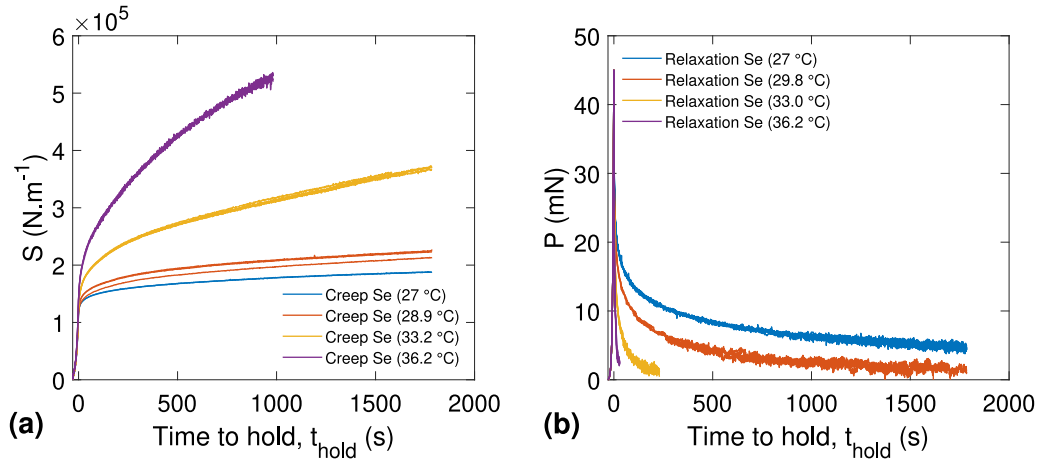 ×10⁵
6
5
4
3
2
1
0
S (N.m⁻¹)
Creep Se (27 °C)
Creep Se (28.9 °C)
Creep Se (33.2 °C)
Creep Se (36.2 °C)
0 500 1000 1500 2000
(a) Time to hold, t_hold (s)
50
40
30
20
10
0
P (mN)
Relaxation Se (27 °C)
Relaxation Se (29.8 °C)
Relaxation Se (33.0 °C)
Relaxation Se (36.2 °C)
0 500 1000 1500 2000
(b) Time to hold, t_hold (s)